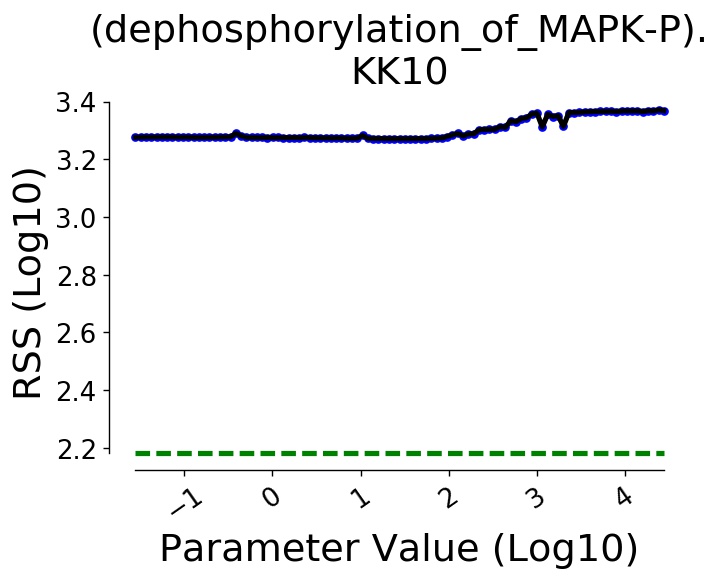 (dephosphorylation_of_MAPK-P).
KK10
3.4
3.2
3.0
2.8
2.6
2.4
2.2
RSS (Log10)
−1 0 1 2 3 4
Parameter Value (Log10)